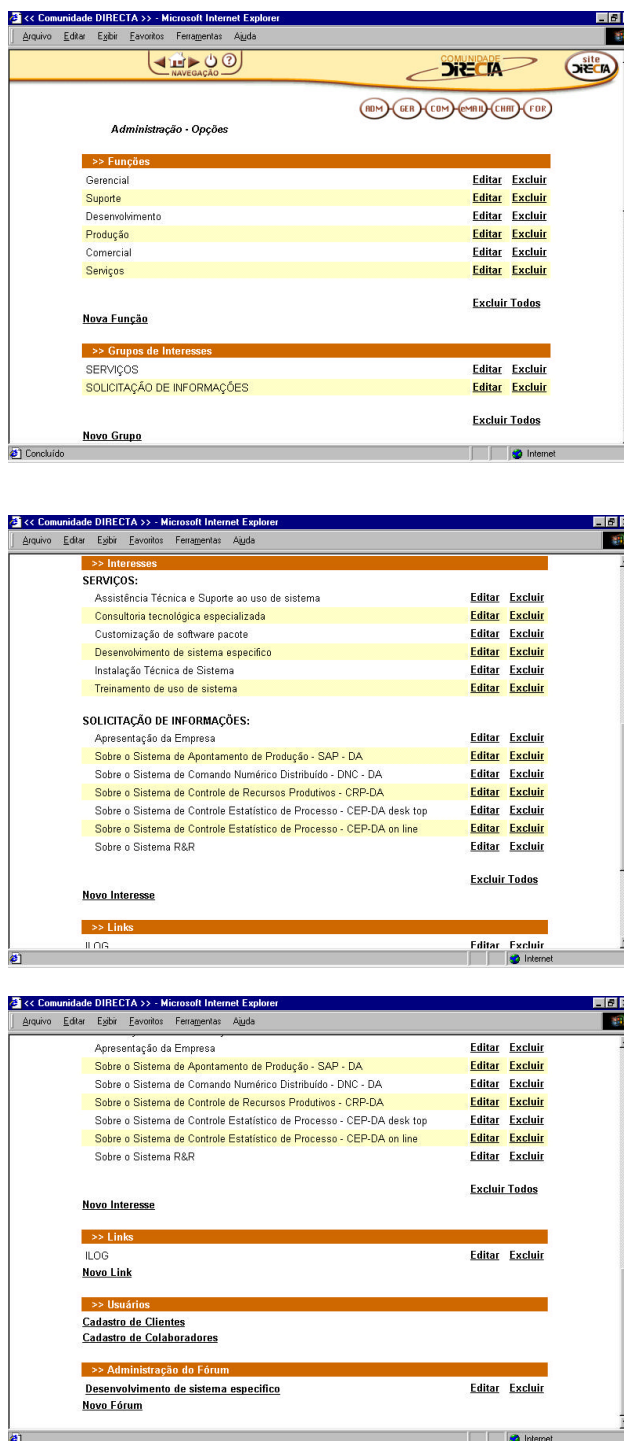 << Comunidade DIRECTA >> - Microsoft Internet Explorer
Arquivo Editar Exibir Favoritos Ferramentas Ajuda
NAVEGAÇÃO
COMUNIDADE DIRECTA
site DIRECTA
ADM GER COM eMAIL CHAT FOR
Administração - Opções
>> Funções
Gerencial Editar Excluir
Suporte Editar Excluir
Desenvolvimento Editar Excluir
Produção Editar Excluir
Comercial Editar Excluir
Serviços Editar Excluir
Excluir Todos
Nova Função
>> Grupos de Interesses
SERVIÇOS Editar Excluir
SOLICITAÇÃO DE INFORMAÇÕES Editar Excluir
Excluir Todos
Novo Grupo
Concluído Internet
<< Comunidade DIRECTA >> - Microsoft Internet Explorer
Arquivo Editar Exibir Favoritos Ferramentas Ajuda
>> Interesses
SERVIÇOS:
Assistência Técnica e Suporte ao uso de sistema Editar Excluir
Consultoria tecnológica especializada Editar Excluir
Customização de software pacote Editar Excluir
Desenvolvimento de sistema especifico Editar Excluir
Instalação Técnica de Sistema Editar Excluir
Treinamento de uso de sistema Editar Excluir
SOLICITAÇÃO DE INFORMAÇÕES:
Apresentação da Empresa Editar Excluir
Sobre o Sistema de Apontamento de Produção - SAP - DA Editar Excluir
Sobre o Sistema de Comando Numérico Distribuído - DNC - DA Editar Excluir
Sobre o Sistema de Controle de Recursos Produtivos - CRP-DA Editar Excluir
Sobre o Sistema de Controle Estatístico de Processo - CEP-DA desk top Editar Excluir
Sobre o Sistema de Controle Estatístico de Processo - CEP-DA on line Editar Excluir
Sobre o Sistema R&R Editar Excluir
Excluir Todos
Novo Interesse
>> Links
ILOG Editar Excluir
Internet
<< Comunidade DIRECTA >> - Microsoft Internet Explorer
Arquivo Editar Exibir Favoritos Ferramentas Ajuda
Apresentação da Empresa Editar Excluir
Sobre o Sistema de Apontamento de Produção - SAP - DA Editar Excluir
Sobre o Sistema de Comando Numérico Distribuído - DNC - DA Editar Excluir
Sobre o Sistema de Controle de Recursos Produtivos - CRP-DA Editar Excluir
Sobre o Sistema de Controle Estatístico de Processo - CEP-DA desk top Editar Excluir
Sobre o Sistema de Controle Estatístico de Processo - CEP-DA on line Editar Excluir
Sobre o Sistema R&R Editar Excluir
Excluir Todos
Novo Interesse
>> Links
ILOG Editar Excluir
Novo Link
>> Usuários
Cadastro de Clientes
Cadastro de Colaboradores
>> Administração do Fórum
Desenvolvimento de sistema especifico Editar Excluir
Novo Fórum
Internet